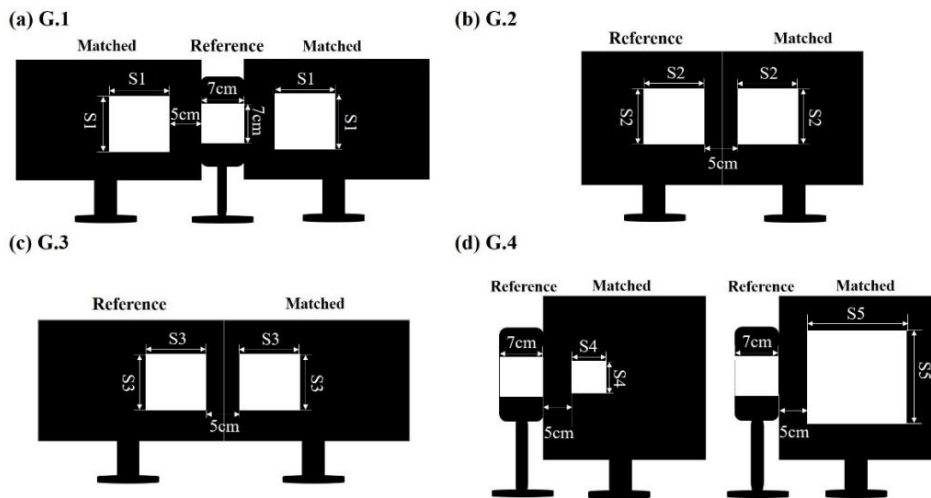 (a) G.1
Matched Reference Matched
S1 7cm S1
S1 5cm 7cm S1
(b) G.2
Reference Matched
S2 S2
S2 S2
5cm
(c) G.3
Reference Matched
S3 S3
S3 S3
5cm
(d) G.4
Reference Matched Reference Matched
7cm S4 7cm S5
S4 S5
5cm 5cm